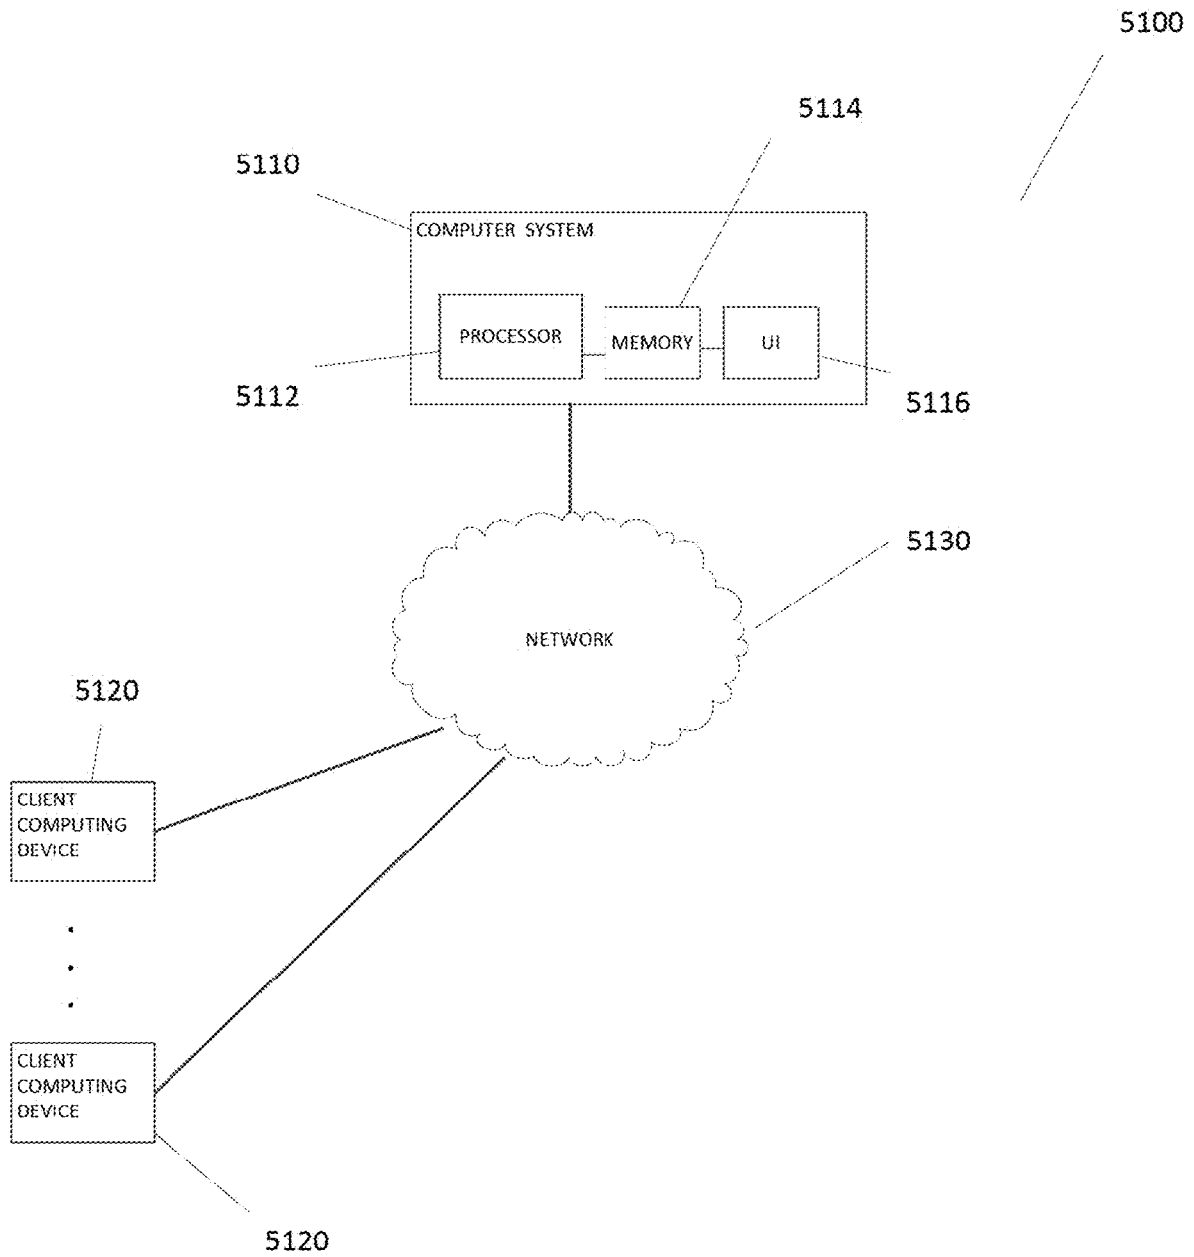 5100
5114
5110
COMPUTER SYSTEM
PROCESSOR
MEMORY
UI
5112
5116
5130
NETWORK
5120
CLIENT
COMPUTING
DEVICE
CLIENT
COMPUTING
DEVICE
5120